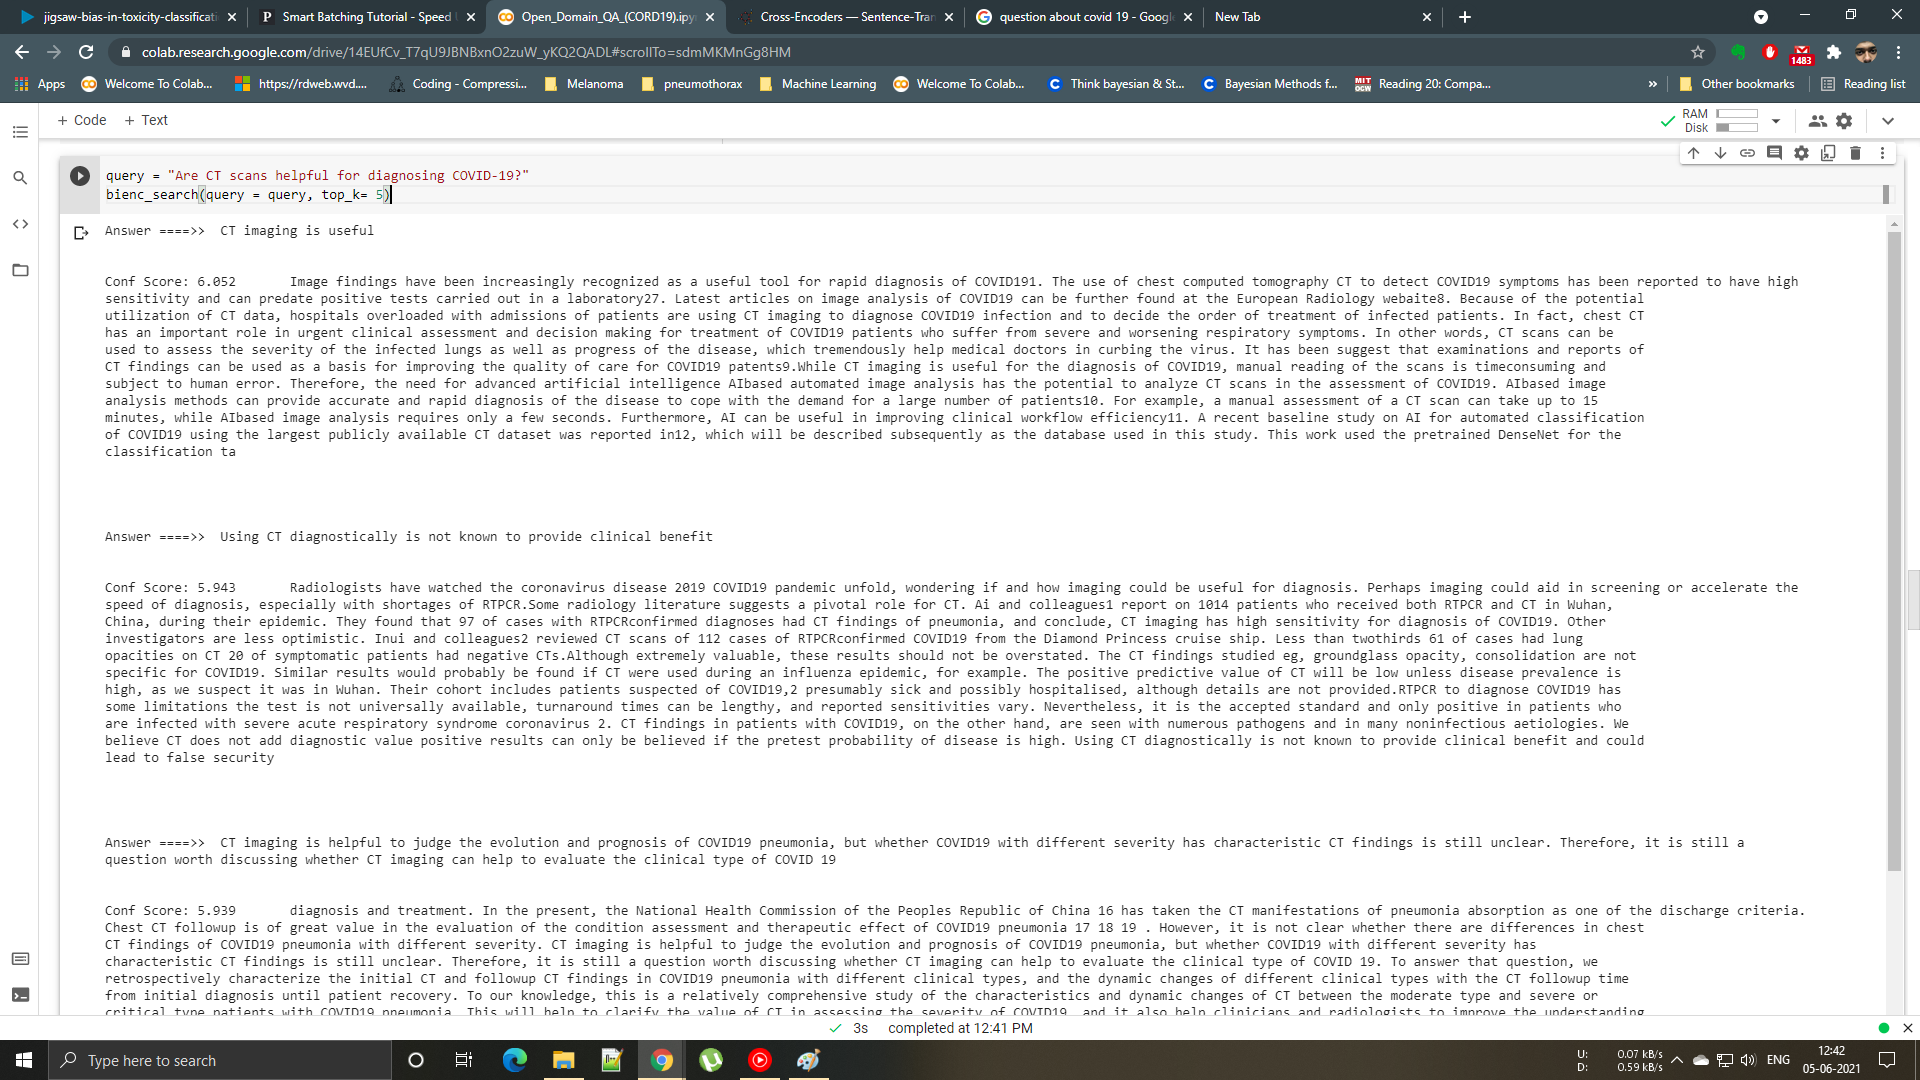 jigsaw-bias-in-toxicity-classificati
Smart Batching Tutorial - Speed
Open_Domain_QA_(CORD19).ipy
Cross-Encoders — Sentence-Tran
question about covid 19 - Googl
New Tab
colab.research.google.com/drive/14EUfCv_T7qU9JBNBxnO2zuW_yKQ2QADL#scrollTo=sdmMKMnGg8HM
1483
Apps
Welcome To Colab...
https://rdweb.wvd....
Coding - Compressi...
Melanoma
pneumothorax
Machine Learning
Welcome To Colab...
Think bayesian & St...
Bayesian Methods f...
Reading 20: Compa...
»
Other bookmarks
Reading list
+ Code
+ Text
RAM
Disk
query = "Are CT scans helpful for diagnosing COVID-19?"
bienc_search(query = query, top_k= 5)
Answer ====>>  CT imaging is useful
Conf Score: 6.052       Image findings have been increasingly recognized as a useful tool for rapid diagnosis of COVID191. The use of chest computed tomography CT to detect COVID19 symptoms has been reported to have high
sensitivity and can predate positive tests carried out in a laboratory27. Latest articles on image analysis of COVID19 can be further found at the European Radiology webaite8. Because of the potential
utilization of CT data, hospitals overloaded with admissions of patients are using CT imaging to diagnose COVID19 infection and to decide the order of treatment of infected patients. In fact, chest CT
has an important role in urgent clinical assessment and decision making for treatment of COVID19 patients who suffer from severe and worsening respiratory symptoms. In other words, CT scans can be
used to assess the severity of the infected lungs as well as progress of the disease, which tremendously help medical doctors in curbing the virus. It has been suggest that examinations and reports of
CT findings can be used as a basis for improving the quality of care for COVID19 patents9.While CT imaging is useful for the diagnosis of COVID19, manual reading of the scans is timeconsuming and
subject to human error. Therefore, the need for advanced artificial intelligence AIbased automated image analysis has the potential to analyze CT scans in the assessment of COVID19. AIbased image
analysis methods can provide accurate and rapid diagnosis of the disease to cope with the demand for a large number of patients10. For example, a manual assessment of a CT scan can take up to 15
minutes, while AIbased image analysis requires only a few seconds. Furthermore, AI can be useful in improving clinical workflow efficiency11. A recent baseline study on AI for automated classification
of COVID19 using the largest publicly available CT dataset was reported in12, which will be described subsequently as the database used in this study. This work used the pretrained DenseNet for the
classification ta
Answer ====>>  Using CT diagnostically is not known to provide clinical benefit
Conf Score: 5.943       Radiologists have watched the coronavirus disease 2019 COVID19 pandemic unfold, wondering if and how imaging could be useful for diagnosis. Perhaps imaging could aid in screening or accelerate the
speed of diagnosis, especially with shortages of RTPCR.Some radiology literature suggests a pivotal role for CT. Ai and colleagues1 report on 1014 patients who received both RTPCR and CT in Wuhan,
China, during their epidemic. They found that 97 of cases with RTPCRconfirmed diagnoses had CT findings of pneumonia, and conclude, CT imaging has high sensitivity for diagnosis of COVID19. Other
investigators are less optimistic. Inui and colleagues2 reviewed CT scans of 112 cases of RTPCRconfirmed COVID19 from the Diamond Princess cruise ship. Less than twothirds 61 of cases had lung
opacities on CT 20 of symptomatic patients had negative CTs.Although extremely valuable, these results should not be overstated. The CT findings studied eg, groundglass opacity, consolidation are not
specific for COVID19. Similar results would probably be found if CT were used during an influenza epidemic, for example. The positive predictive value of CT will be low unless disease prevalence is
high, as we suspect it was in Wuhan. Their cohort includes patients suspected of COVID19,2 presumably sick and possibly hospitalised, although details are not provided.RTPCR to diagnose COVID19 has
some limitations the test is not universally available, turnaround times can be lengthy, and reported sensitivities vary. Nevertheless, it is the accepted standard and only positive in patients who
are infected with severe acute respiratory syndrome coronavirus 2. CT findings in patients with COVID19, on the other hand, are seen with numerous pathogens and in many noninfectious aetiologies. We
believe CT does not add diagnostic value positive results can only be believed if the pretest probability of disease is high. Using CT diagnostically is not known to provide clinical benefit and could
lead to false security
Answer ====>>  CT imaging is helpful to judge the evolution and prognosis of COVID19 pneumonia, but whether COVID19 with different severity has characteristic CT findings is still unclear. Therefore, it is still a
question worth discussing whether CT imaging can help to evaluate the clinical type of COVID 19
Conf Score: 5.939       diagnosis and treatment. In the present, the National Health Commission of the Peoples Republic of China 16 has taken the CT manifestations of pneumonia absorption as one of the discharge criteria.
Chest CT followup is of great value in the evaluation of the condition assessment and therapeutic effect of COVID19 pneumonia 17 18 19 . However, it is not clear whether there are differences in chest
CT findings of COVID19 pneumonia with different severity. CT imaging is helpful to judge the evolution and prognosis of COVID19 pneumonia, but whether COVID19 with different severity has
characteristic CT findings is still unclear. Therefore, it is still a question worth discussing whether CT imaging can help to evaluate the clinical type of COVID 19. To answer that question, we
retrospectively characterize the initial CT and followup CT findings in COVID19 pneumonia with different clinical types, and the dynamic changes of different clinical types with the CT followup time
from initial diagnosis until patient recovery. To our knowledge, this is a relatively comprehensive study of the characteristics and dynamic changes of CT between the moderate type and severe or
critical type patients with COVID19 pneumonia. This will help to clarify the value of CT in assessing the severity of COVID19, and it also help clinicians and radiologists to improve the understanding
3s completed at 12:41 PM
Type here to search
U: 0.07 kB/s
D: 0.59 kB/s
ENG
12:42
05-06-2021